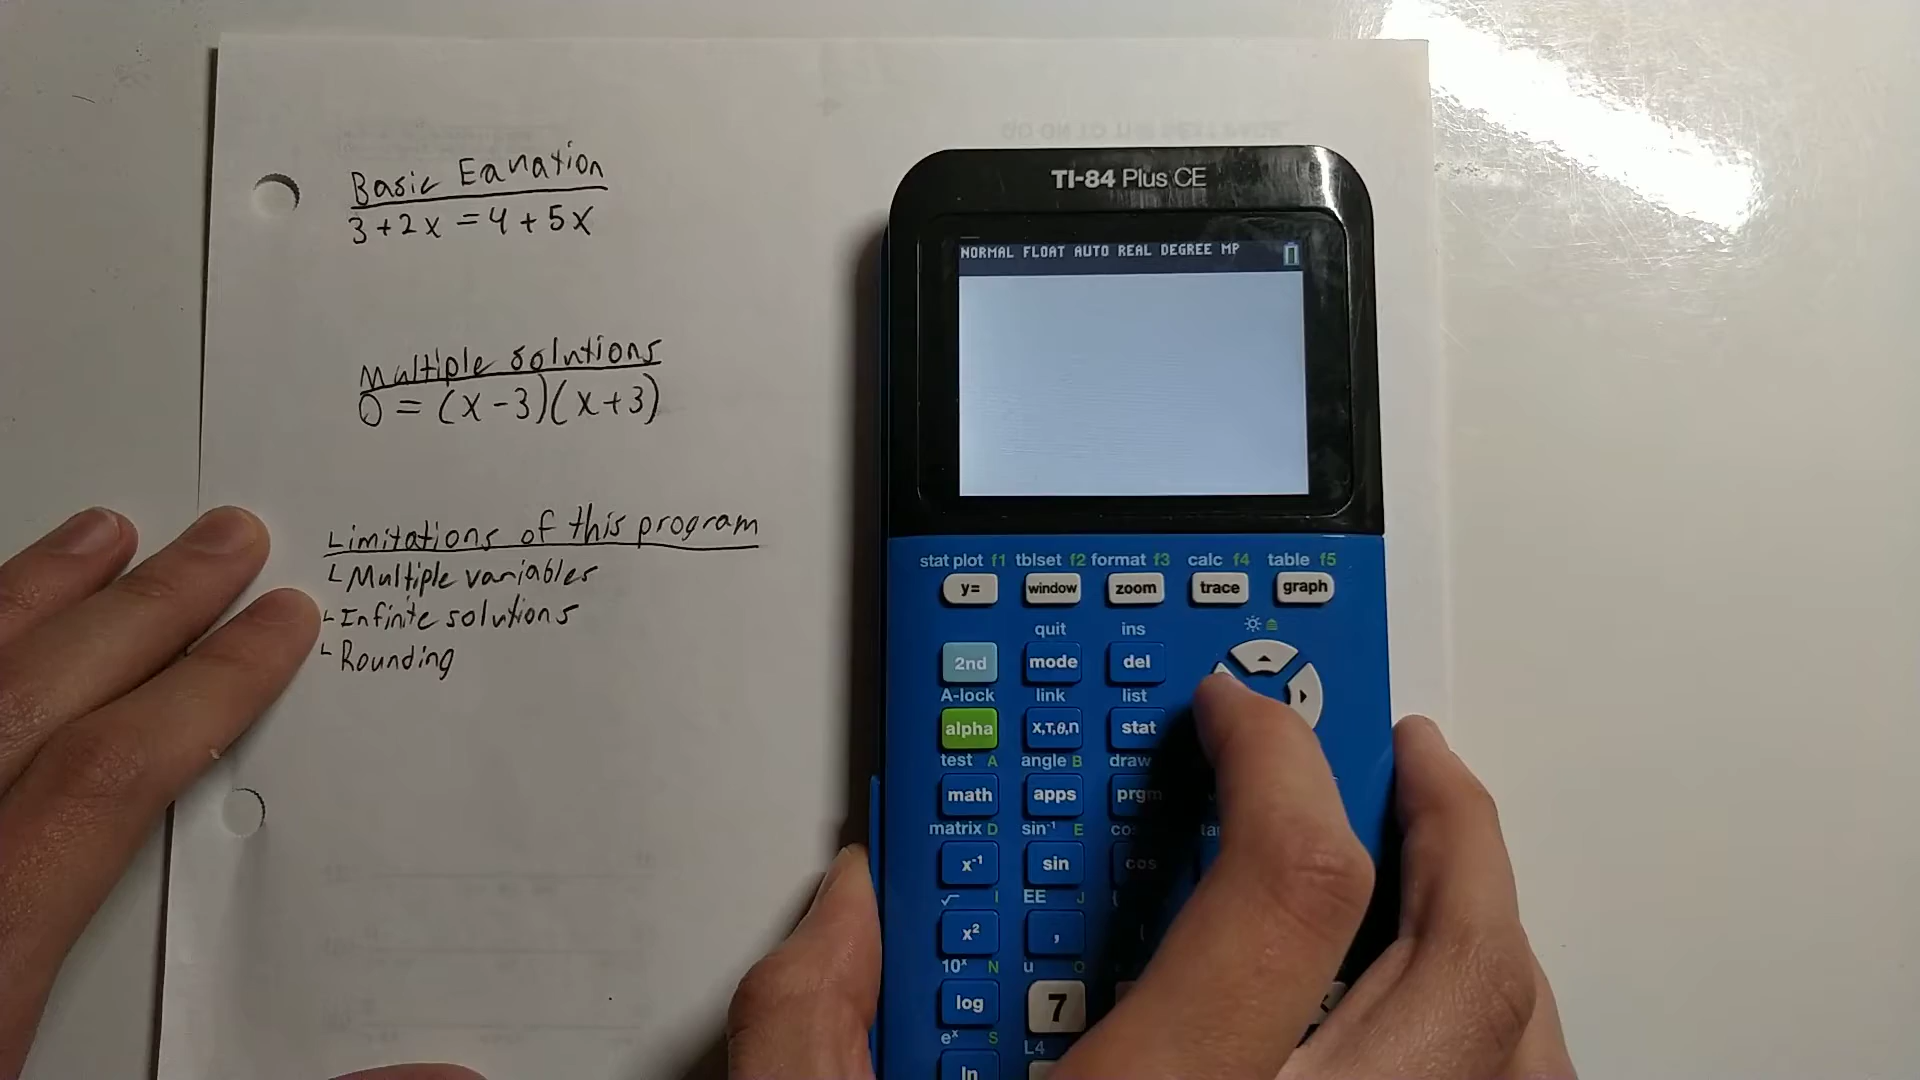 Basic Eauation
3+2x=4+5x
Multiple solutions
0=(x-3)(x+3)
Limitations of this program
Multiple variables
Infinite solutions
Rounding
TI-84 Plus CE
NORMAL FLOAT AUTO REAL DEGREE MP
stat plot f1 tblset f2 format f3 calc f4 table f5
y= window zoom trace graph
quit ins
2nd mode del
A-lock link list
alpha x,T,θ,n stat
test A angle B draw
math apps prgm
matrix D sin⁻¹ E
x⁻¹ sin cos
√ I EE J {
x² , (
10ˣ N u O
log 7
eˣ S L4
ln